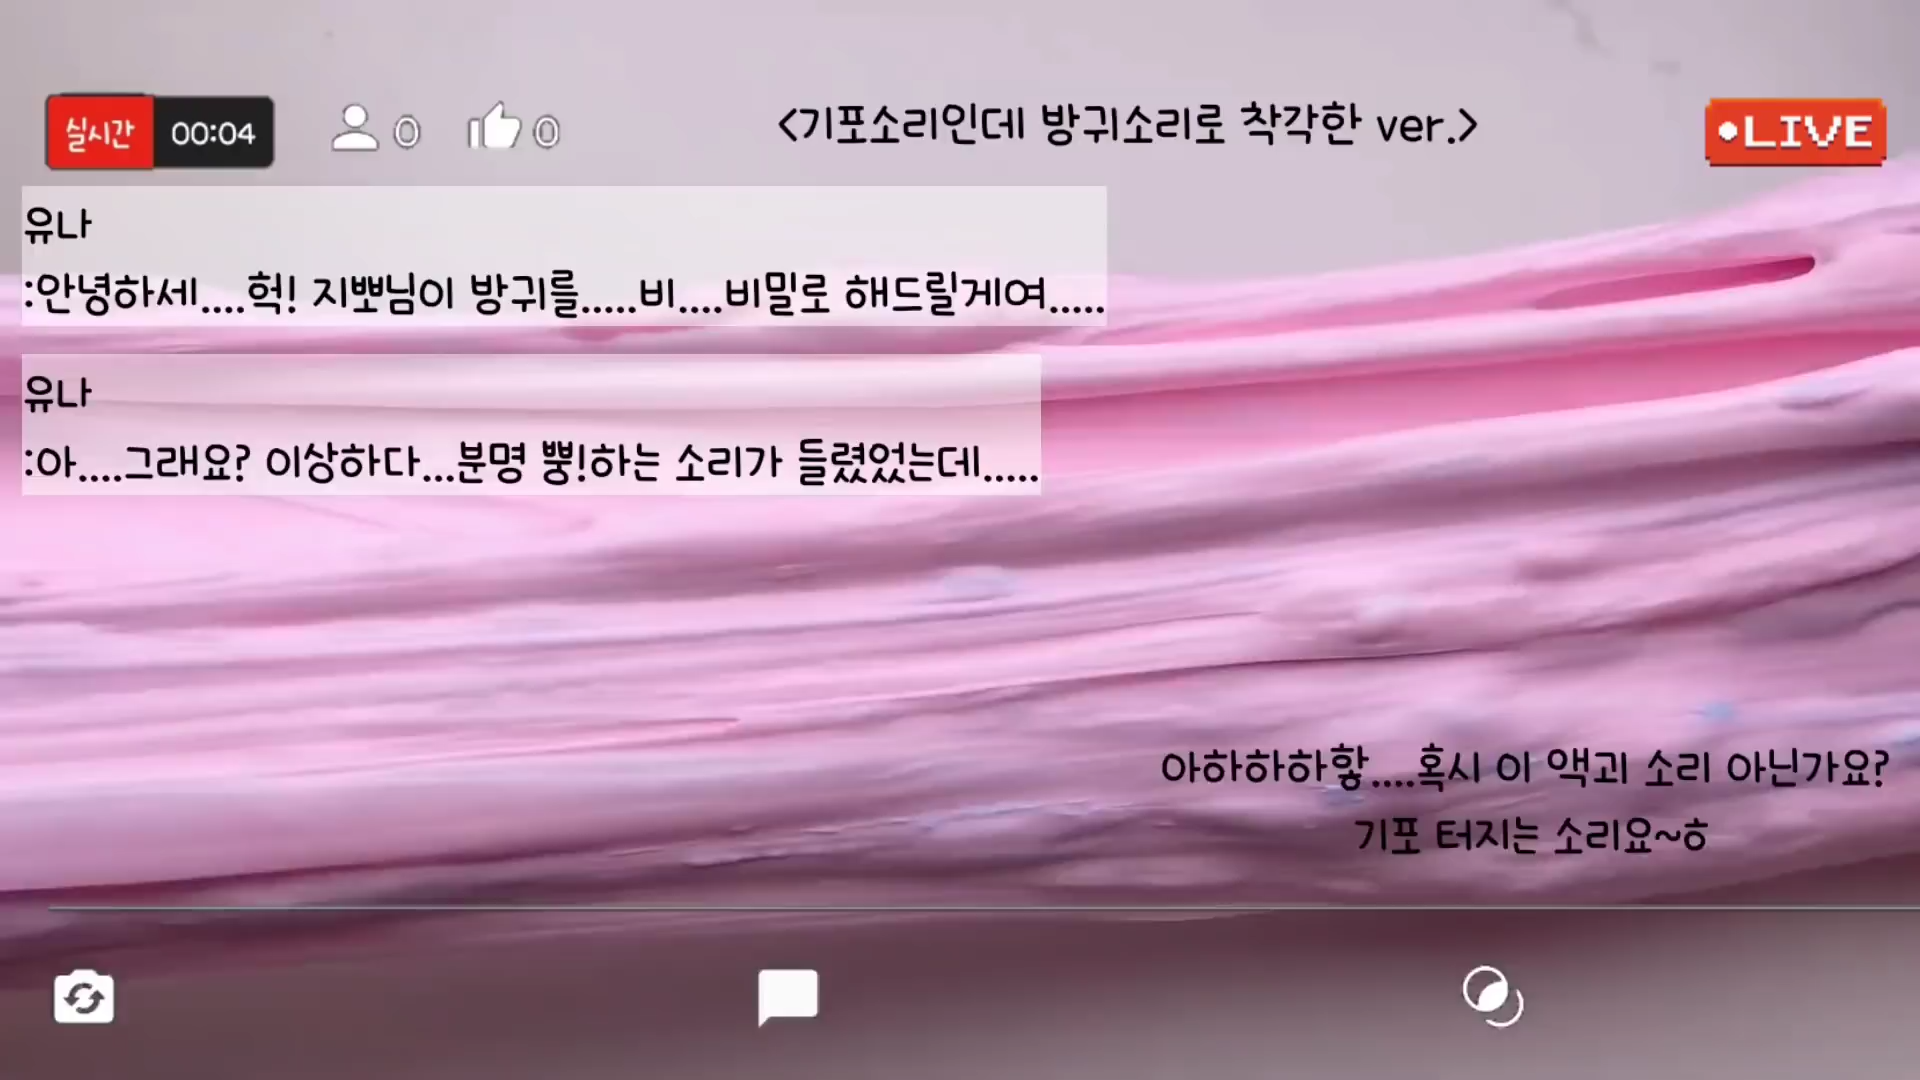 실시간 00:04 0 0 <기포소리인데 방귀소리로 착각한 ver.> LIVE
유나
:안녕하세....헉! 지뽀님이 방귀를.....비....비밀로 해드릴게여.....
유나
:아....그래요? 이상하다...분명 뿡!하는 소리가 들렸었는데.....
아하하하핳....혹시 이 액괴 소리 아닌가요?
기포 터지는 소리요~ㅎ